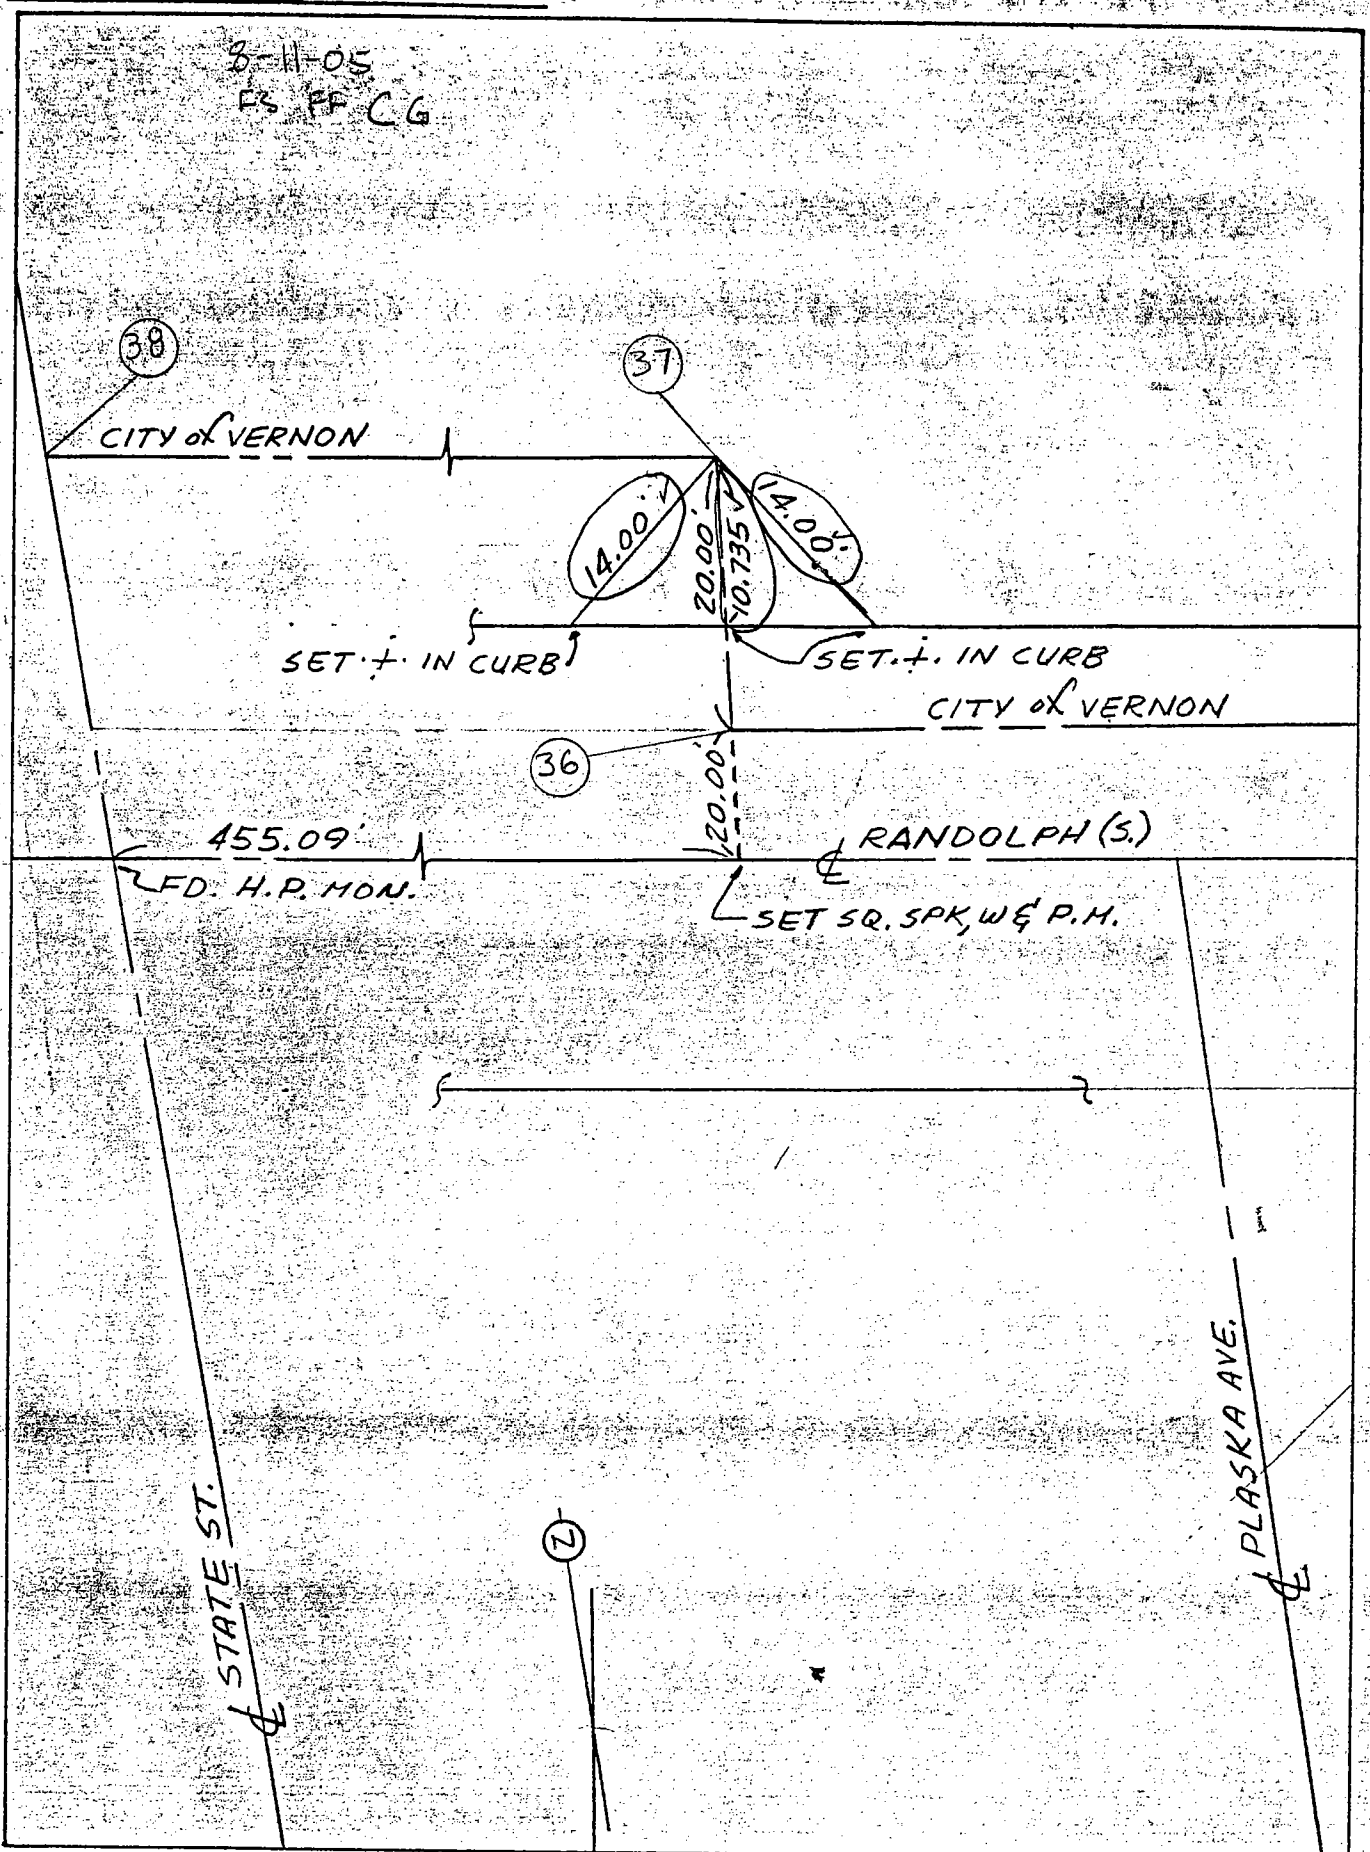 8-11-05
FS FF CG
38
37
CITY of VERNON
14.00'
20.00'
10.735
14.00'
SET + IN CURB
SET + IN CURB
CITY of VERNON
36
20.00'
455.09'
℄ RANDOLPH (S.)
FD. H.P. MON.
SET SQ. SPK, W & P.M.
℄ STATE ST.
℄ PLASKA AVE.